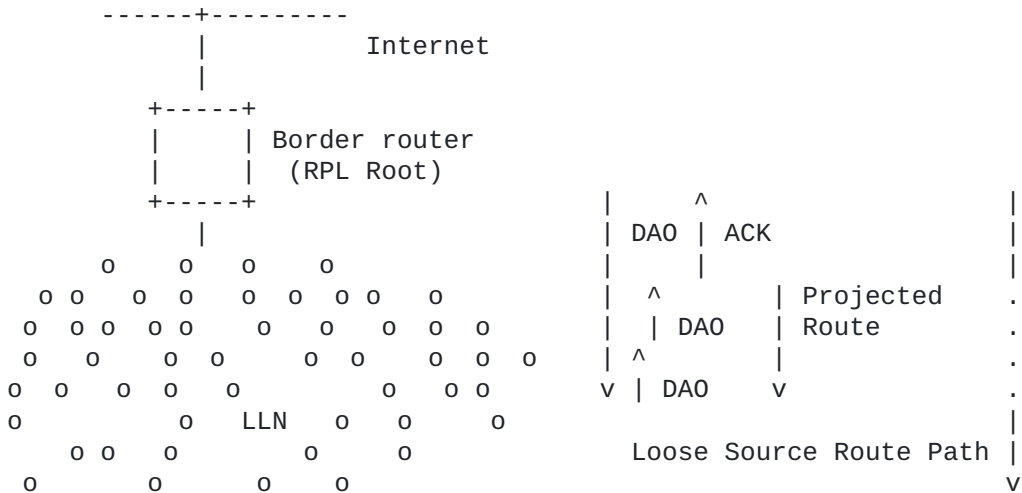 Internet
Border router
(RPL Root)
DAO ACK
Projected
DAO Route
DAO
LLN
Loose Source Route Path